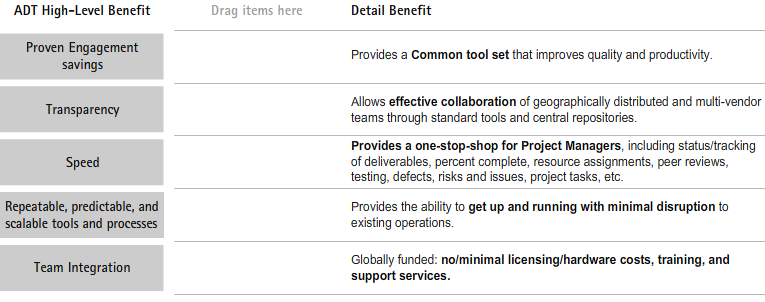 ADT High-Level Benefit Drag items here Detail Benefit
Proven Engagement
savings
Provides a Common tool set that improves quality and productivity.
Transparency
Allows effective collaboration of geographically distributed and multi-vendor
teams through standard tools and central repositories.
Speed
Provides a one-stop-shop for Project Managers, including status/tracking
of deliverables, percent complete, resource assignments, peer reviews,
testing, defects, risks and issues, project tasks, etc.
Repeatable, predictable, and
scalable tools and processes
Provides the ability to get up and running with minimal disruption to
existing operations.
Team Integration
Globally funded: no/minimal licensing/hardware costs, training, and
support services.